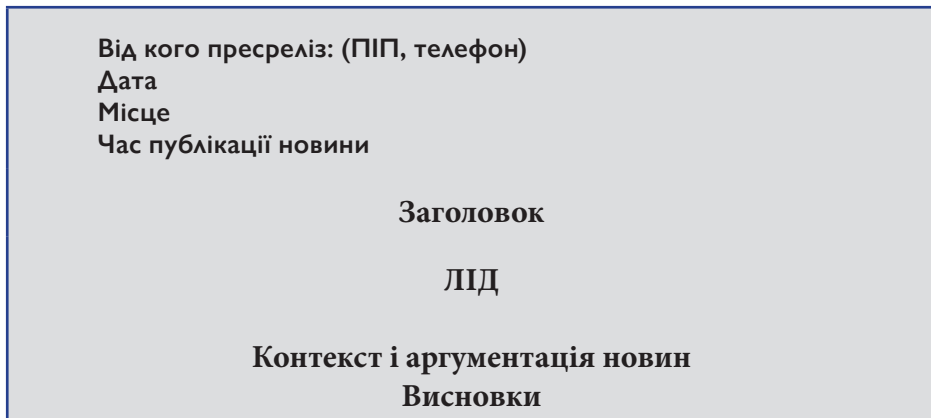 Від кого пресреліз: (ПІП, телефон)
Дата
Місце
Час публікації новини
Заголовок
ЛІД
Контекст і аргументація новин
Висновки